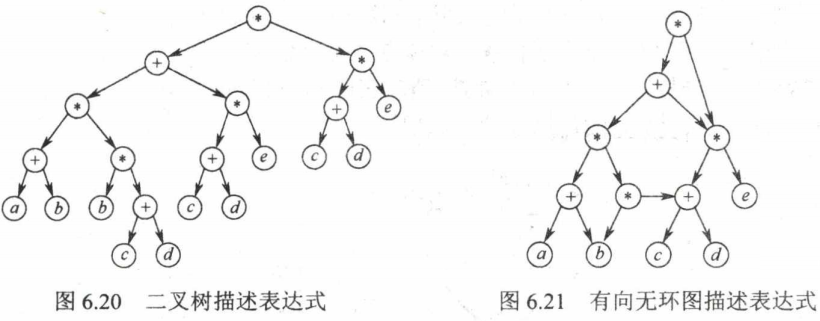 *
+ *
* * + e
+ * + e c d
a b b + c d
c d
图 6.20 二叉树描述表达式
*
+
* *
+ * + e
a b c d
图 6.21 有向无环图描述表达式